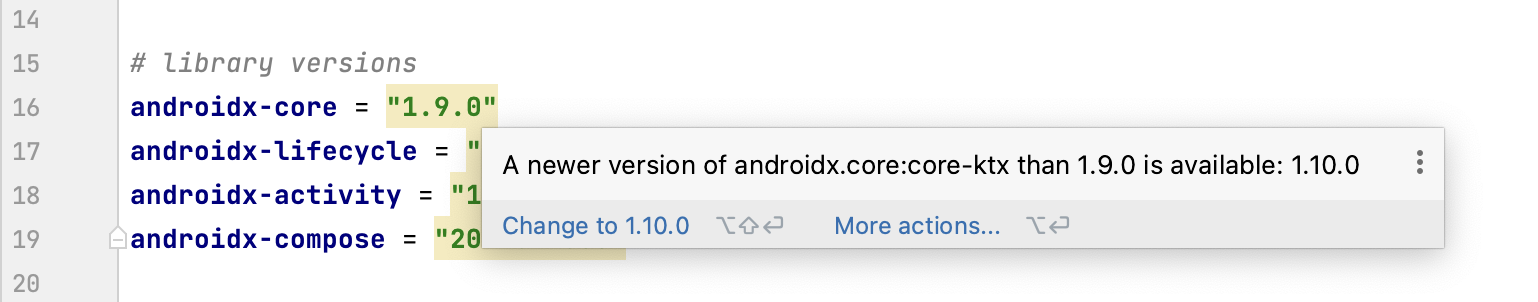 14
15 # library versions
16 androidx-core = "1.9.0"
17 androidx-lifecycle = "
A newer version of androidx.core:core-ktx than 1.9.0 is available: 1.10.0
18 androidx-activity = "1
Change to 1.10.0 ⌥⇧⏎ More actions... ⌥⏎
19 androidx-compose = "20
20